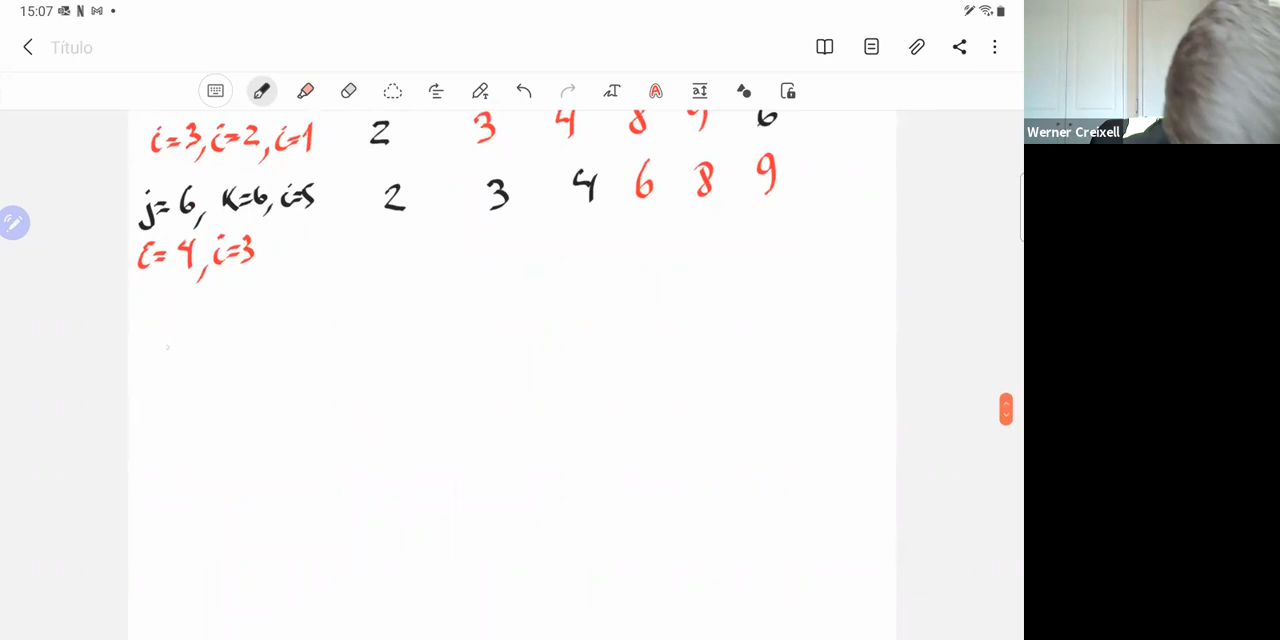 15:07
Título
i=3, i=2, i=1 2 3 4 8 9 6
j=6, k=6, i=5 2 3 4 6 8 9
i=4, i=3
Werner Creixell